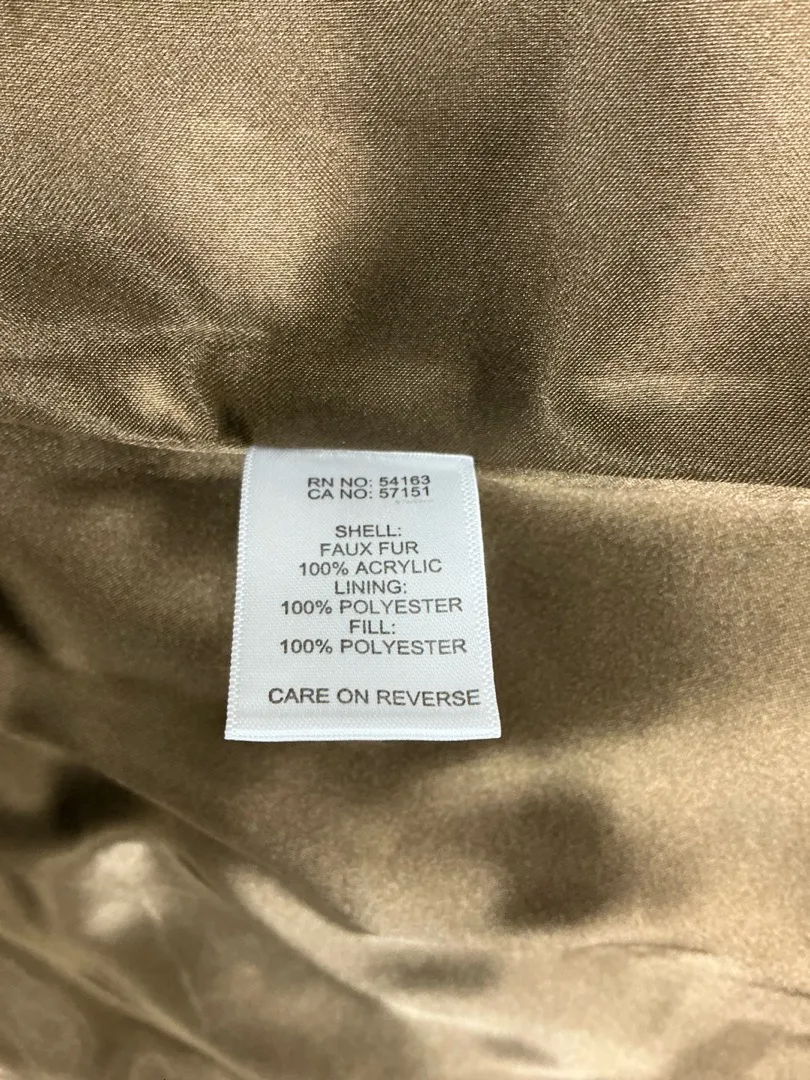 RN NO: 54163
CA NO: 57151
SHELL:
FAUX FUR
100% ACRYLIC
LINING:
100% POLYESTER
FILL:
100% POLYESTER
CARE ON REVERSE